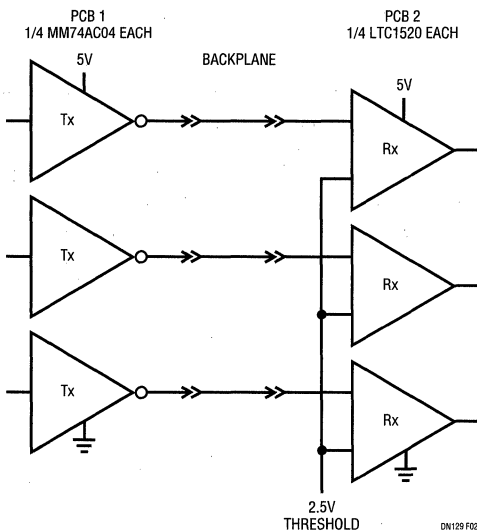 PCB 1
1/4 MM74AC04 EACH
PCB 2
1/4 LTC1520 EACH
5V
BACKPLANE
5V
Tx
Rx
Tx
Rx
Tx
Rx
2.5V
THRESHOLD
DN129 F02